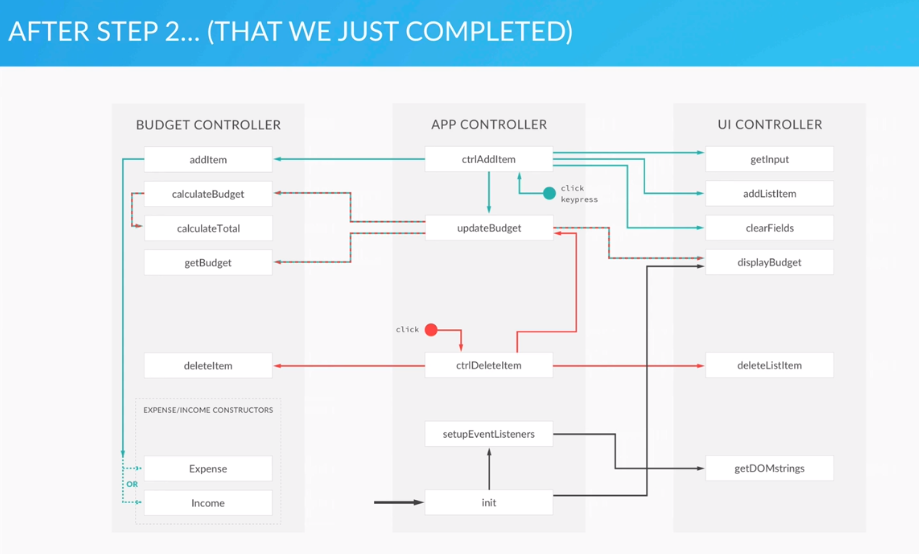 AFTER STEP 2... (THAT WE JUST COMPLETED)
BUDGET CONTROLLER
APP CONTROLLER
UI CONTROLLER
addItem
ctrlAddItem
getInput
calculateBudget
click
keypress
addListItem
calculateTotal
updateBudget
clearFields
getBudget
displayBudget
click
deleteItem
ctrlDeleteItem
deleteListItem
EXPENSE/INCOME CONSTRUCTORS
setupEventListeners
Expense
getDOMstrings
OR
Income
init